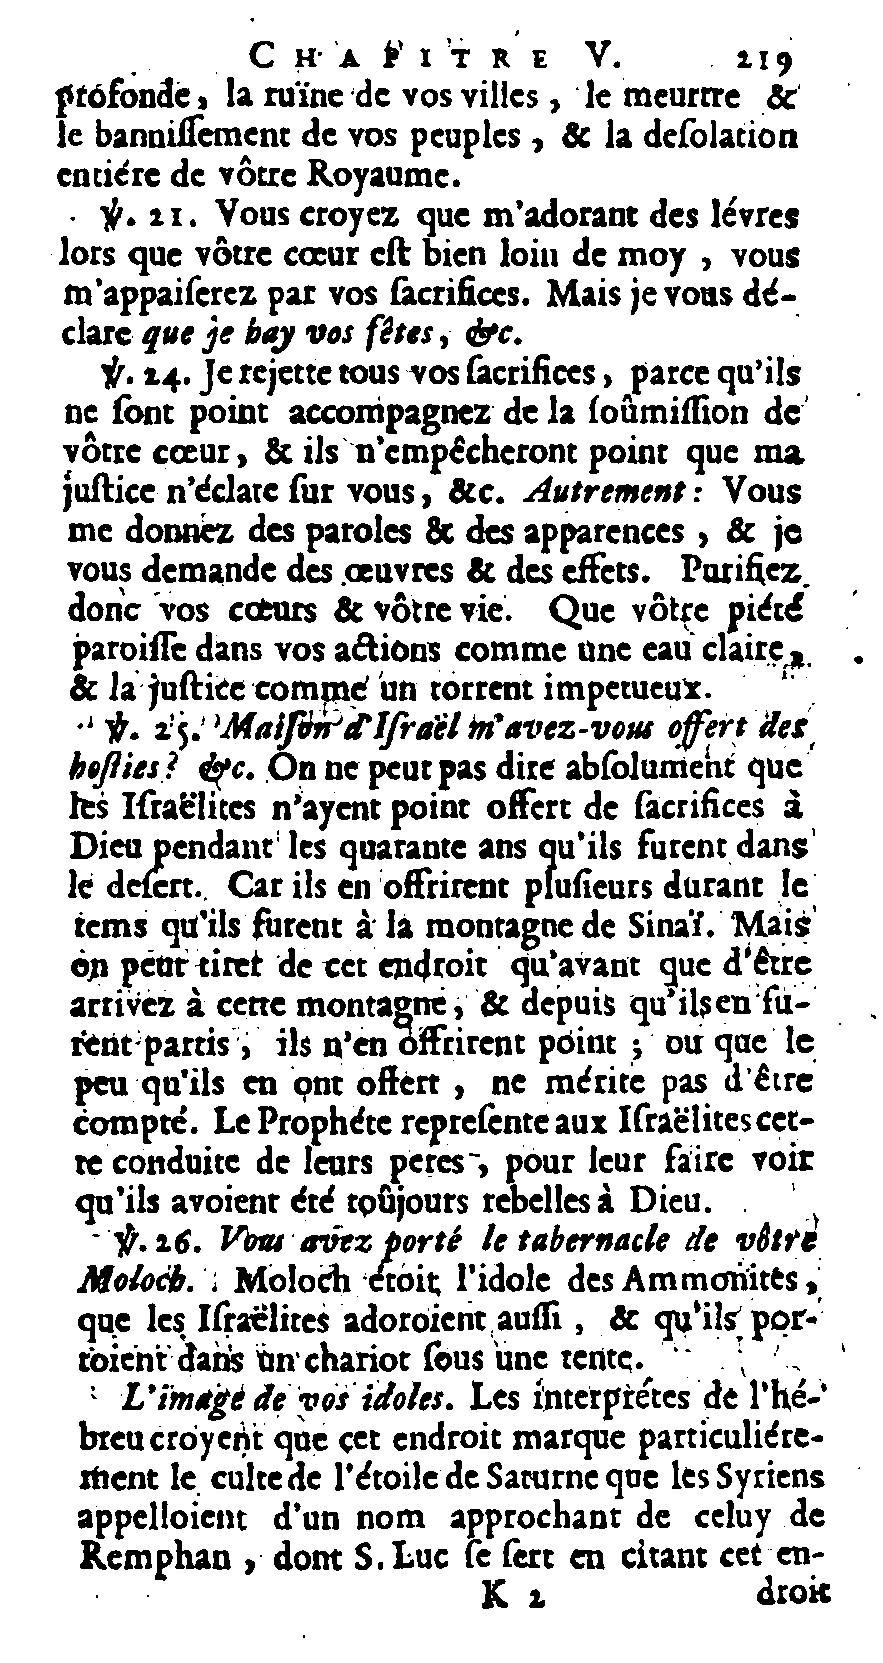 CHAPITRE V. 219
profonde, la ruïne de vos villes, le meurtre &
le banniſſement de vos peuples, & la deſolation
entiére de vôtre Royaume.
℣. 21. Vous croyez que m'adorant des lévres
lors que vôtre cœur eſt bien loin de moy, vous
m'appaiſerez par vos ſacrifices. Mais je vous dé-
clare que je hay vos fêtes, &c.
℣. 24. Je rejette tous vos ſacrifices, parce qu'ils
ne ſont point accompagnez de la ſoûmiſſion de
vôtre cœur, & ils n'empêcheront point que ma
juſtice n'éclate ſur vous, &c. Autrement: Vous
me donnez des paroles & des apparences, & je
vous demande des œuvres & des effets. Purifiez
donc vos cœurs & vôtre vie. Que vôtre piété
paroiſſe dans vos actions comme une eau claire,
& la juſtice comme un torrent impetueux.
℣. 25. Maiſon d'Iſraël m'avez-vous offert des
hoſties? &c. On ne peut pas dire abſolument que
les Iſraëlites n'ayent point offert de ſacrifices à
Dieu pendant les quarante ans qu'ils furent dans
le deſert. Car ils en offrirent pluſieurs durant le
tems qu'ils furent à la montagne de Sinaï. Mais
on peut tirer de cet endroit qu'avant que d'être
arrivez à cette montagne, & depuis qu'ils en fu-
rent partis, ils n'en offrirent point; ou que le
peu qu'ils en ont offert, ne mérite pas d'être
compté. Le Prophéte repreſente aux Iſraëlites cet-
te conduite de leurs peres, pour leur faire voir
qu'ils avoient été toûjours rebelles à Dieu.
℣. 26. Vous avez porté le tabernacle de vôtre
Moloch. Moloch étoit l'idole des Ammonites,
que les Iſraëlites adoroient auſſi, & qu'ils por-
toient dans un chariot ſous une tente.
L'image de vos idoles. Les interprétes de l'hé-
breu croyent que cet endroit marque particuliére-
ment le culte de l'étoile de Saturne que les Syriens
appelloient d'un nom approchant de celuy de
Remphan, dont S. Luc ſe ſert en citant cet en-
K 2 droit